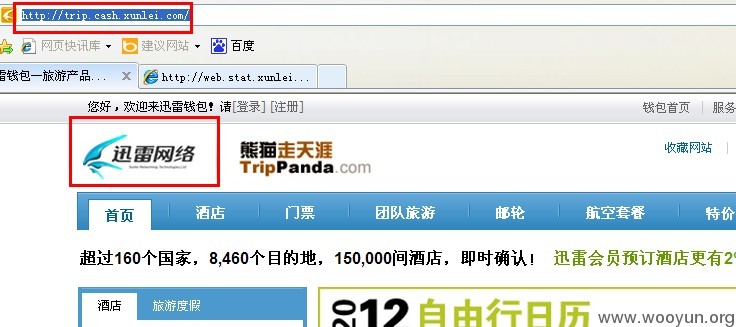 http://trip.cash.xunlei.com/
网页快讯库 建议网站 百度
雷钱包—旅游产品... X http://web.stat.xunlei...
您好，欢迎来迅雷钱包！请[登录] [注册] 钱包首页 服务
迅雷网络
熊猫走天涯
TripPanda.com
收藏网站
首页 酒店 门票 团队旅游 邮轮 航空套餐 特价
超过160个国家，8,460个目的地，150,000间酒店，即时确认！ 迅雷会员预订酒店更有2%
酒店 旅游度假
2012 自由行日历
www.wooyun.org